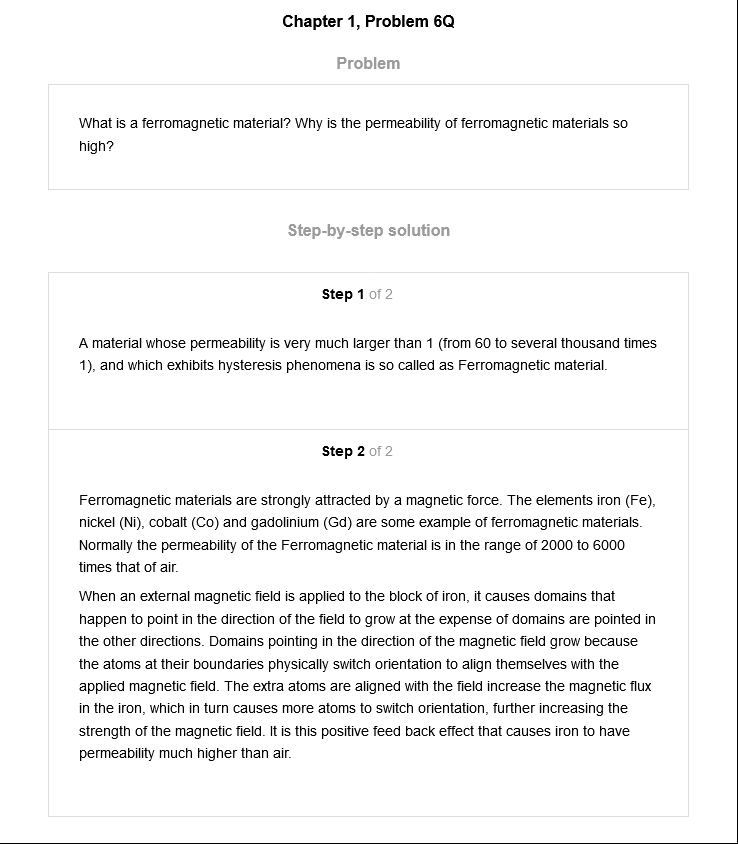 Chapter 1, Problem 6Q
Problem
What is a ferromagnetic material? Why is the permeability of ferromagnetic materials so
high?
Step-by-step solution
Step 1 of 2
A material whose permeability is very much larger than 1 (from 60 to several thousand times
1), and which exhibits hysteresis phenomena is so called as Ferromagnetic material.
Step 2 of 2
Ferromagnetic materials are strongly attracted by a magnetic force. The elements iron (Fe),
nickel (Ni), cobalt (Co) and gadolinium (Gd) are some example of ferromagnetic materials.
Normally the permeability of the Ferromagnetic material is in the range of 2000 to 6000
times that of air.
When an external magnetic field is applied to the block of iron, it causes domains that
happen to point in the direction of the field to grow at the expense of domains are pointed in
the other directions. Domains pointing in the direction of the magnetic field grow because
the atoms at their boundaries physically switch orientation to align themselves with the
applied magnetic field. The extra atoms are aligned with the field increase the magnetic flux
in the iron, which in turn causes more atoms to switch orientation, further increasing the
strength of the magnetic field. It is this positive feed back effect that causes iron to have
permeability much higher than air.